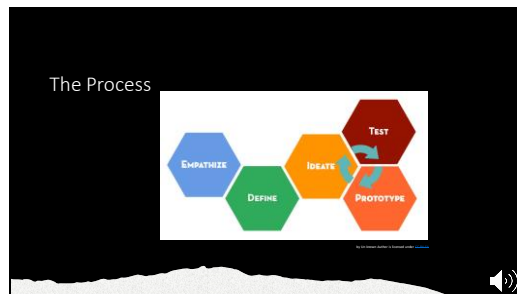 The Process
EMPATHIZE
DEFINE
IDEATE
TEST
PROTOTYPE